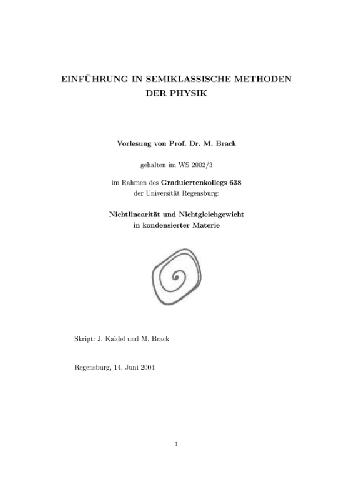 EINFÜHRUNG IN SEMIKLASSISCHE METHODEN
DER PHYSIK
Vorlesung von Prof. Dr. M. Brack
gehalten im WS 2002/3
im Rahmen des Graduiertenkollegs 638
der Universität Regensburg:
Nichtlinearität und Nichtgleichgewicht
in kondensierter Materie
Skript: J. Kaidel und M. Brack
Regensburg, 14. Juni 2004
1